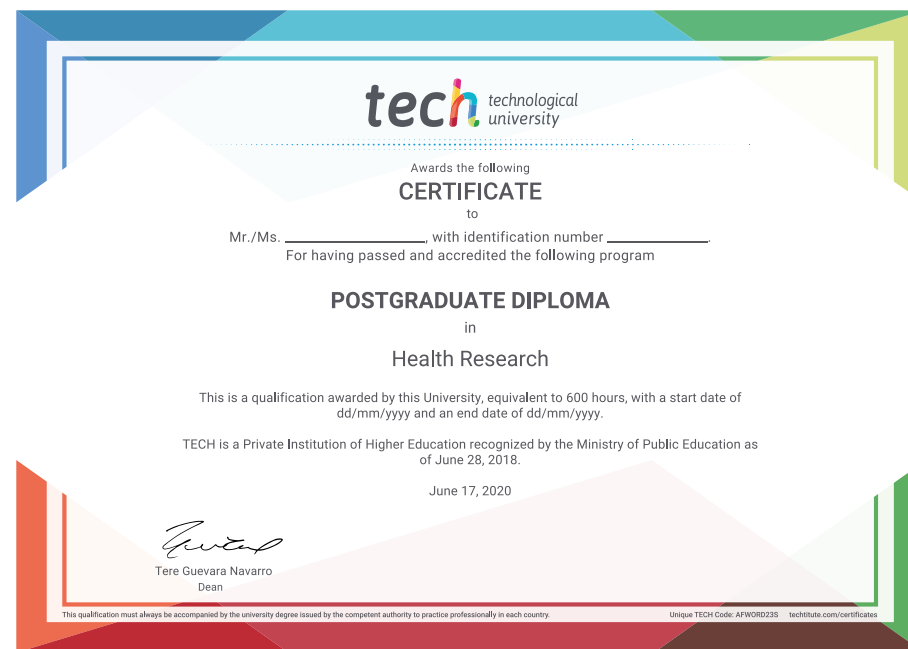 tech technological
university
Awards the following
CERTIFICATE
to
Mr./Ms. ____________________, with identification number ______________.
For having passed and accredited the following program
POSTGRADUATE DIPLOMA
in
Health Research
This is a qualification awarded by this University, equivalent to 600 hours, with a start date of
dd/mm/yyyy and an end date of dd/mm/yyyy.
TECH is a Private Institution of Higher Education recognized by the Ministry of Public Education as
of June 28, 2018.
June 17, 2020
Tere Guevara Navarro
Dean
This qualification must always be accompanied by the university degree issued by the competent authority to practice professionally in each country. Unique TECH Code: AFWORD23S techtitute.com/certificates